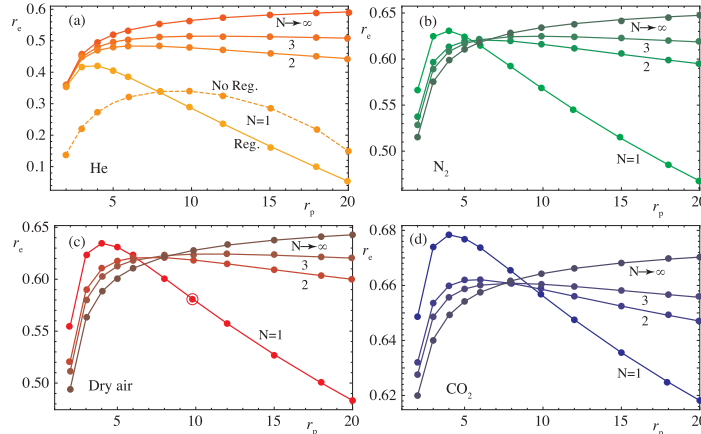 r_e
0.6
0.5
0.4
0.3
0.2
0.1
(a)
N→∞
3
2
No Reg.
N=1
Reg.
He
5
10
15
20
r_p
r_e
0.65
0.60
0.55
0.50
(b)
N→∞
3
2
N=1
N₂
5
10
15
20
r_p
r_e
0.65
0.60
0.55
0.50
(c)
N→∞
3
2
N=1
Dry air
5
10
15
20
r_p
r_e
0.68
0.66
0.64
0.62
(d)
N→∞
3
2
N=1
CO₂
5
10
15
20
r_p